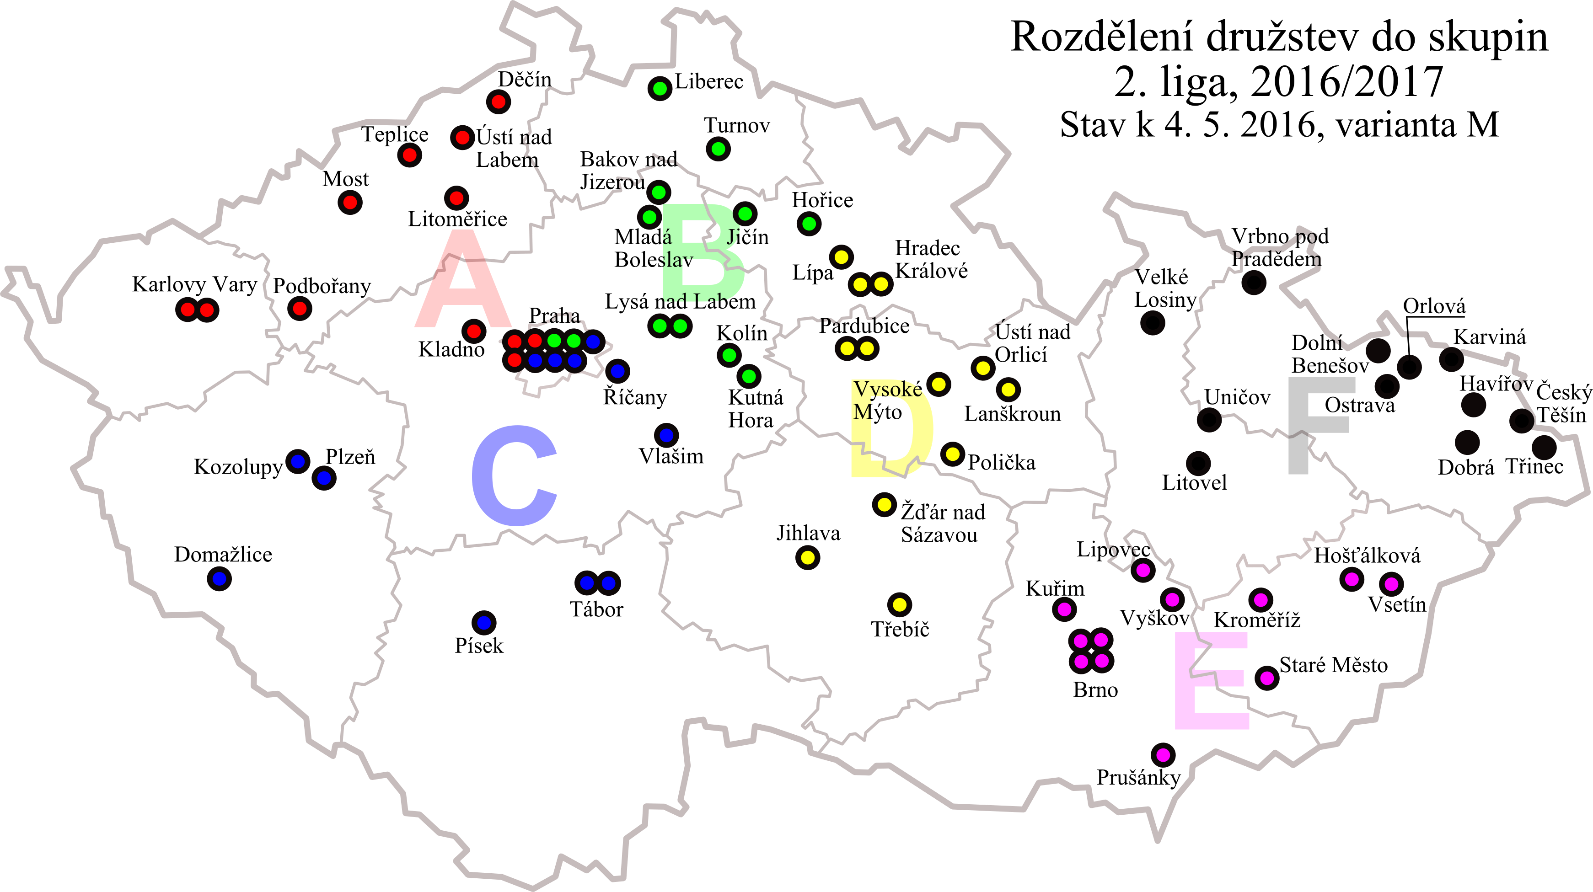 Rozdělení družstev do skupin
2. liga, 2016/2017
Stav k 4. 5. 2016, varianta M
Děčín
Liberec
Teplice
Ústí nad
Labem
Turnov
Most
Bakov nad
Jizerou
Litoměřice
Hořice
A
B
Mladá
Boleslav
Jičín
Lípa
Hradec
Králové
Vrbno pod
Pradědem
Velké
Losiny
Karlovy Vary
Podbořany
Lysá nad Labem
Praha
Kladno
Kolín
Pardubice
Ústí nad
Orlicí
Orlová
Karviná
Dolní
Benešov
Říčany
Kutná
Hora
Vysoké
Mýto
D
Lanškroun
Uničov
F
Ostrava
Havířov
Český
Těšín
Kozolupy
Plzeň
C
Vlašim
Polička
Litovel
Dobrá
Třinec
Žďár nad
Sázavou
Jihlava
Domažlice
Tábor
Písek
Třebíč
Lipovec
Kuřim
Vyškov
Hošťálková
Vsetín
Kroměříž
E
Staré Město
Brno
Prušánky